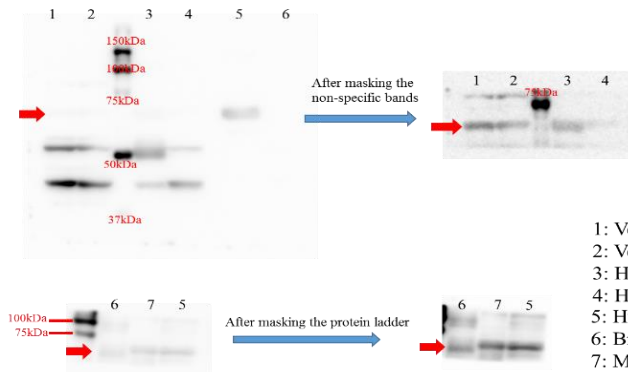 1 2 3 4 5 6
150kDa
100kDa
75kDa
50kDa
37kDa
After masking the
non-specific bands
1 2 3 4
75kDa
1: V
2: V
3: H
4: H
5: H
6: B
7: M
6 7 5
100kDa
75kDa
After masking the protein ladder
6 7 5